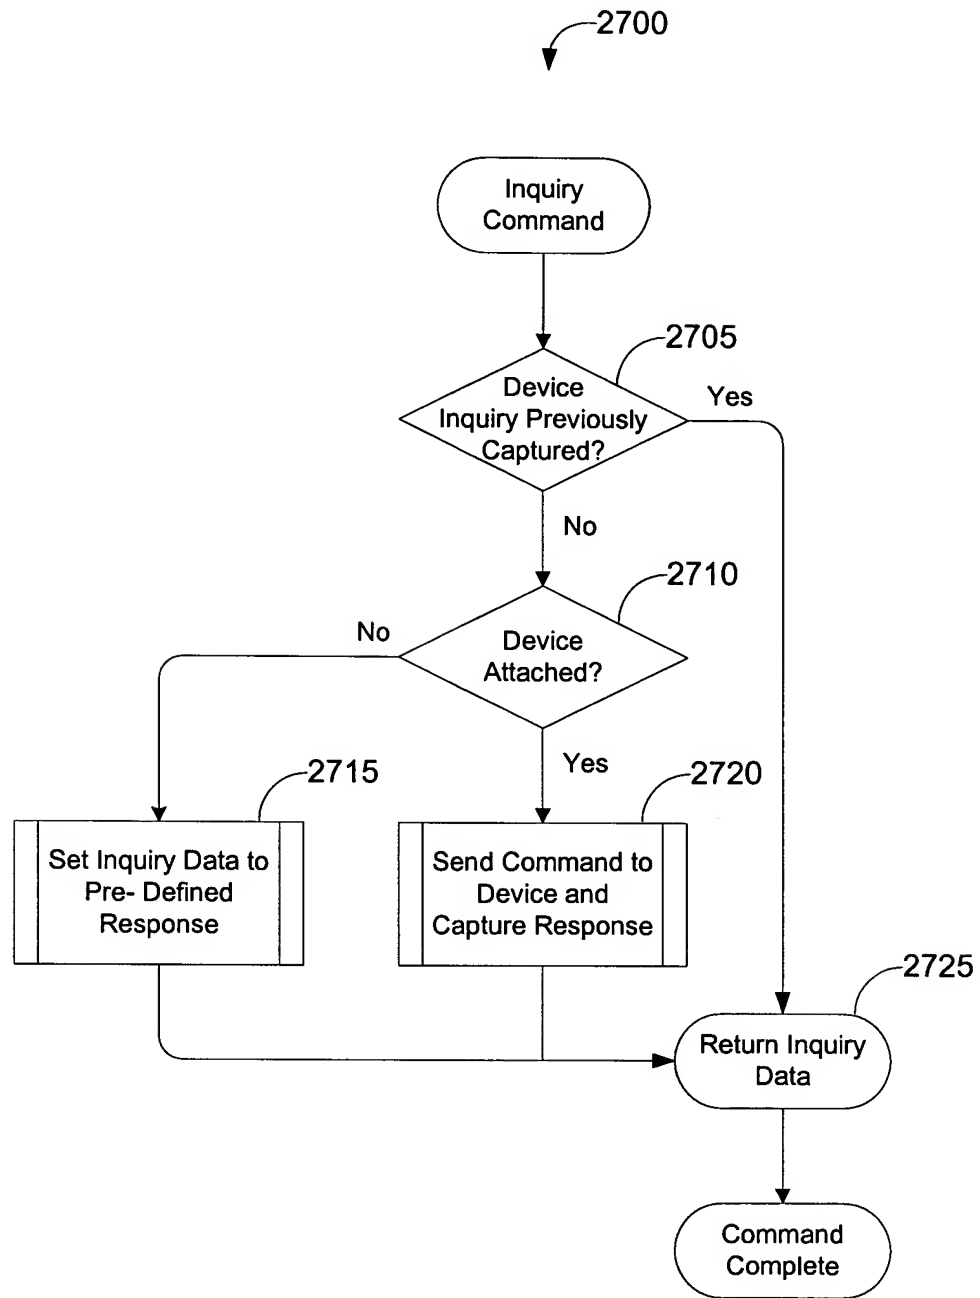 2700
Inquiry
Command
2705
Device
Inquiry Previously
Captured?
Yes
No
2710
Device
Attached?
No
Yes
2715
Set Inquiry Data to
Pre- Defined
Response
2720
Send Command to
Device and
Capture Response
2725
Return Inquiry
Data
Command
Complete